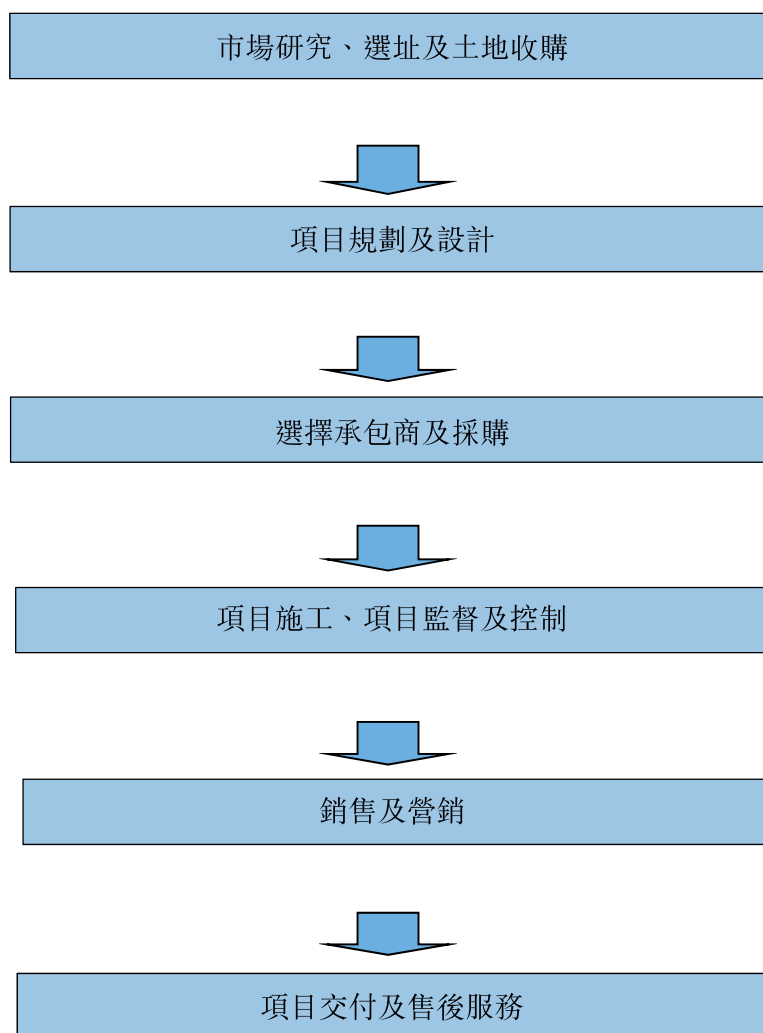 市場研究、選址及土地收購
項目規劃及設計
選擇承包商及採購
項目施工、項目監督及控制
銷售及營銷
項目交付及售後服務